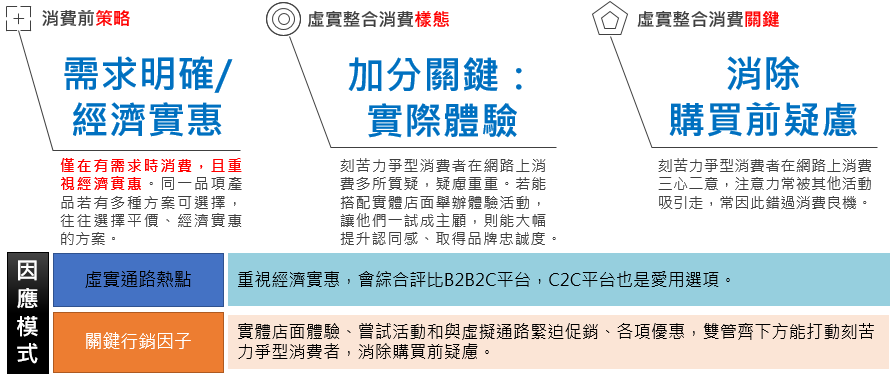 消費前策略
需求明確/
經濟實惠
僅在有需求時消費，且重
視經濟實惠。同一品項產
品若有多種方案可選擇，
往往選擇平價、經濟實惠
的方案。
虛實整合消費樣態
加分關鍵：
實際體驗
刻苦力爭型消費者在網路上消
費多所質疑，疑慮重重。若能
搭配實體店面舉辦體驗活動，
讓他們一試成主顧，則能大幅
提升認同感、取得品牌忠誠度。
虛實整合消費關鍵
消除
購買前疑慮
刻苦力爭型消費者在網路上消費
三心二意，注意力常被其他活動
吸引走，常因此錯過消費良機。
因應模式
虛實通路熱點
重視經濟實惠，會綜合評比B2B2C平台，C2C平台也是愛用選項。
關鍵行銷因子
實體店面體驗、嘗試活動和與虛擬通路緊迫促銷、各項優惠，雙管齊下方能打動刻苦
力爭型消費者，消除購買前疑慮。